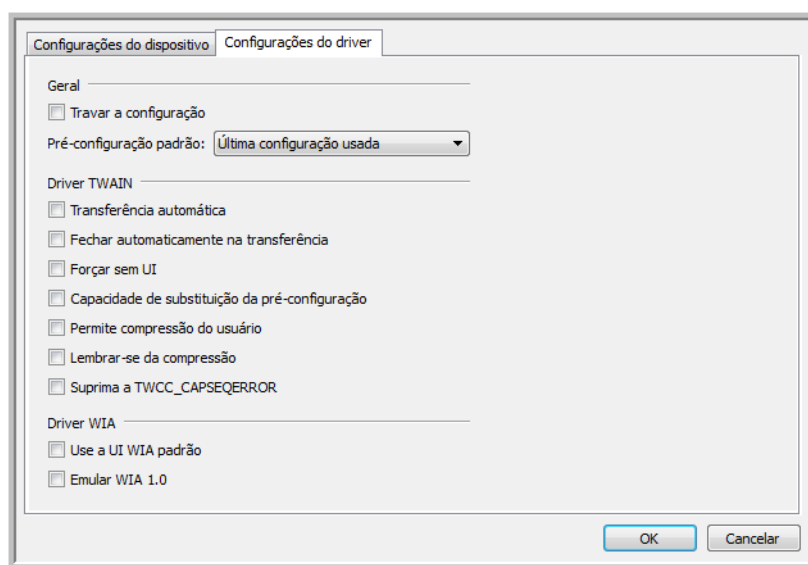 Configurações do dispositivo Configurações do driver
Geral
Travar a configuração
Pré-configuração padrão: Última configuração usada
Driver TWAIN
Transferência automática
Fechar automaticamente na transferência
Forçar sem UI
Capacidade de substituição da pré-configuração
Permite compressão do usuário
Lembrar-se da compressão
Suprima a TWCC_CAPSEQERROR
Driver WIA
Use a UI WIA padrão
Emular WIA 1.0
OK Cancelar